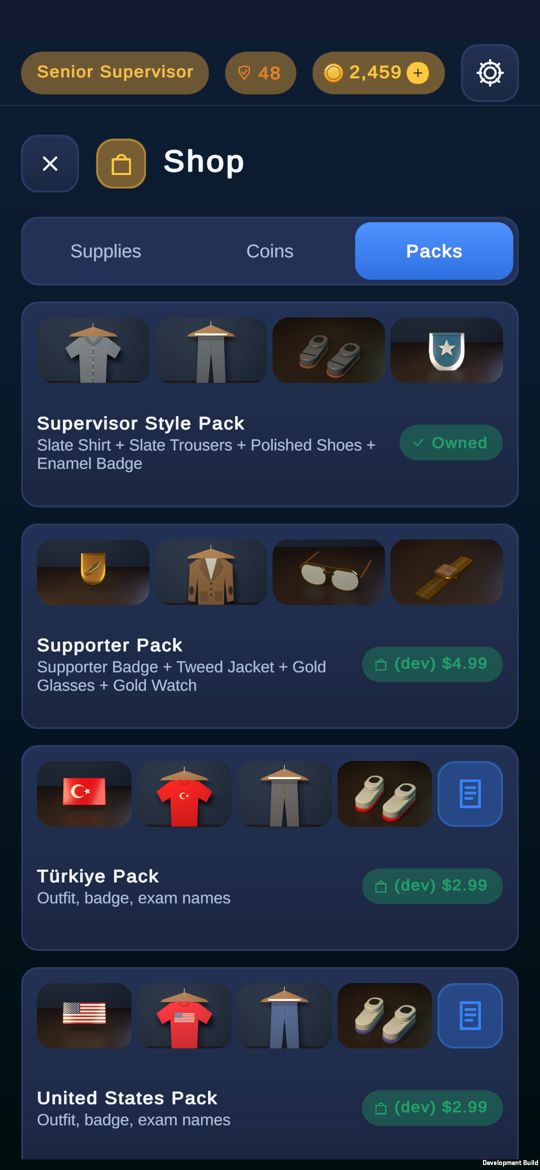 Senior Supervisor
48
2,459
Shop
Supplies
Coins
Packs
Supervisor Style Pack
Slate Shirt + Slate Trousers + Polished Shoes +
Enamel Badge
Owned
Supporter Pack
Supporter Badge + Tweed Jacket + Gold
Glasses + Gold Watch
(dev) $4.99
Türkiye Pack
Outfit, badge, exam names
(dev) $2.99
United States Pack
Outfit, badge, exam names
(dev) $2.99
Development Build